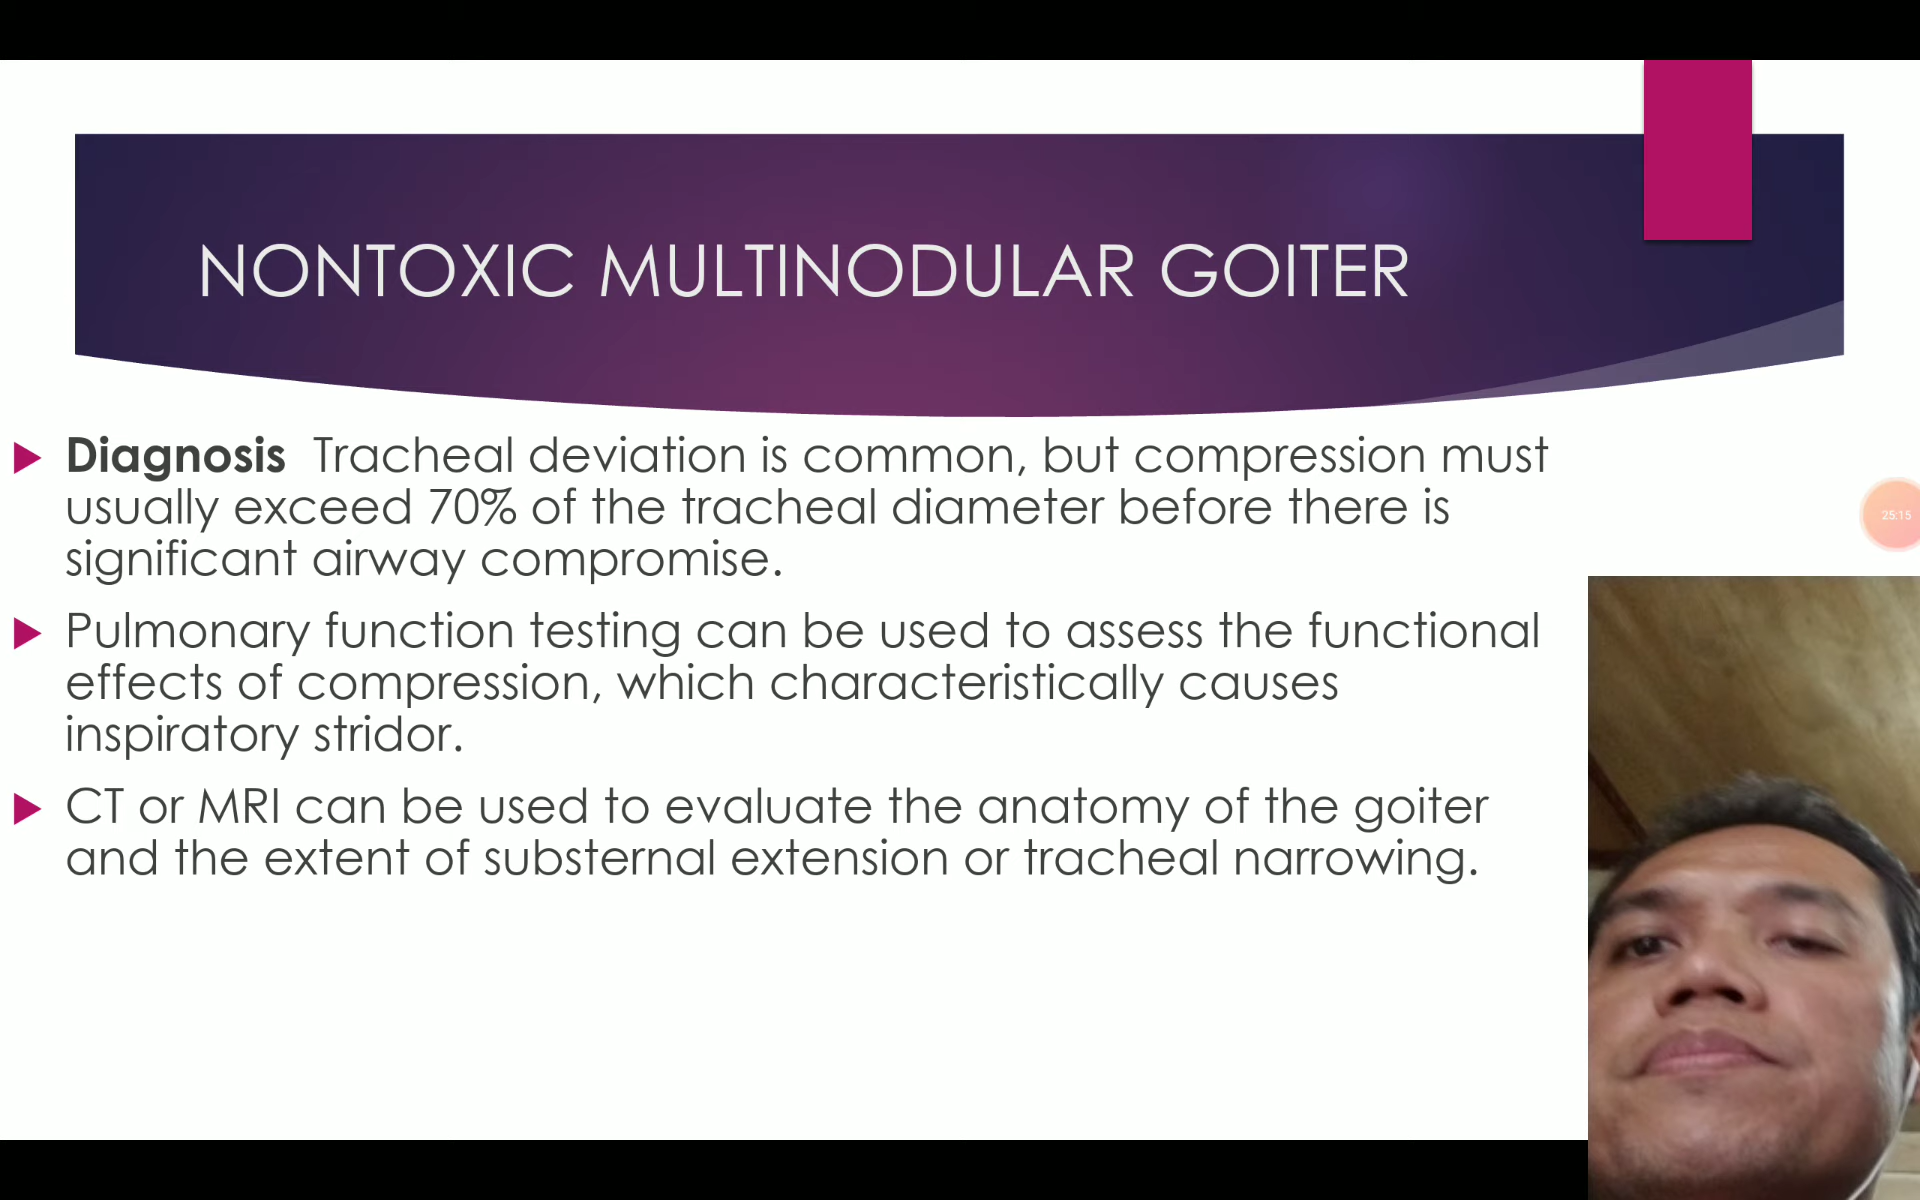 NONTOXIC MULTINODULAR GOITER
Diagnosis Tracheal deviation is common, but compression must
usually exceed 70% of the tracheal diameter before there is
significant airway compromise.
Pulmonary function testing can be used to assess the functional
effects of compression, which characteristically causes
inspiratory stridor.
CT or MRI can be used to evaluate the anatomy of the goiter
and the extent of substernal extension or tracheal narrowing.
25:15